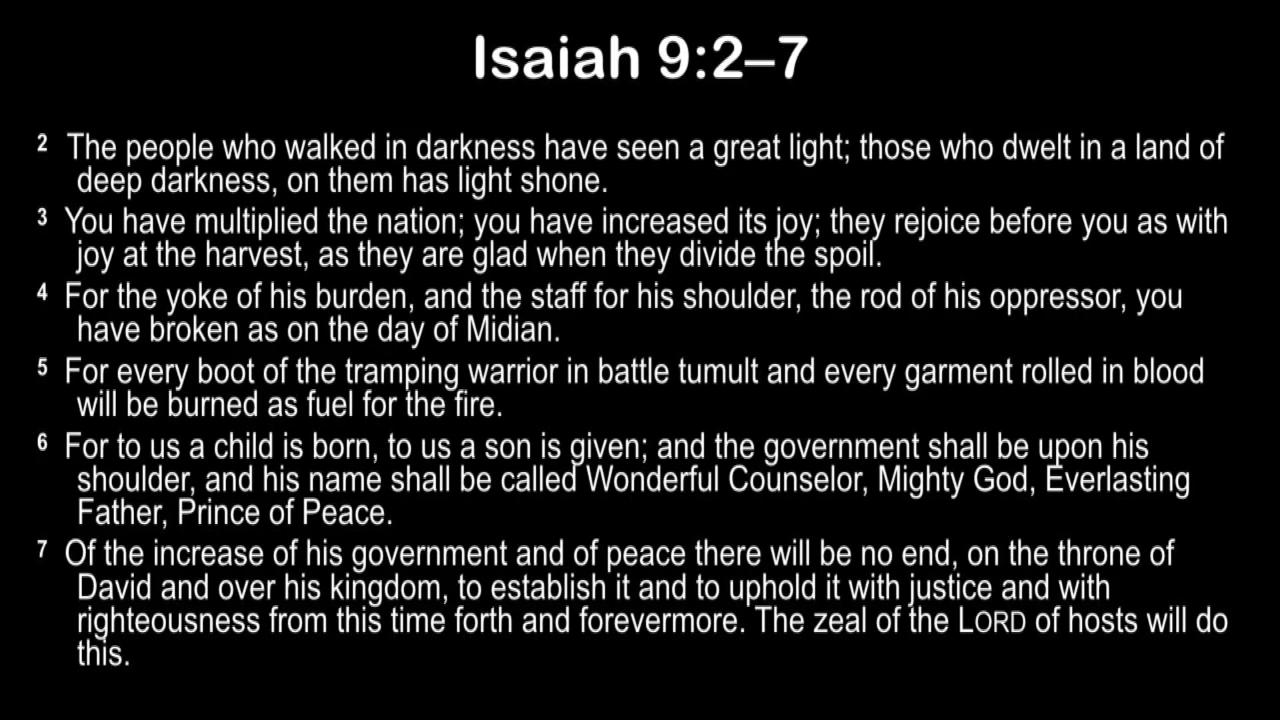 Isaiah 9:2–7
2 The people who walked in darkness have seen a great light; those who dwelt in a land of
deep darkness, on them has light shone.
3 You have multiplied the nation; you have increased its joy; they rejoice before you as with
joy at the harvest, as they are glad when they divide the spoil.
4 For the yoke of his burden, and the staff for his shoulder, the rod of his oppressor, you
have broken as on the day of Midian.
5 For every boot of the tramping warrior in battle tumult and every garment rolled in blood
will be burned as fuel for the fire.
6 For to us a child is born, to us a son is given; and the government shall be upon his
shoulder, and his name shall be called Wonderful Counselor, Mighty God, Everlasting
Father, Prince of Peace.
7 Of the increase of his government and of peace there will be no end, on the throne of
David and over his kingdom, to establish it and to uphold it with justice and with
righteousness from this time forth and forevermore. The zeal of the LORD of hosts will do
this.